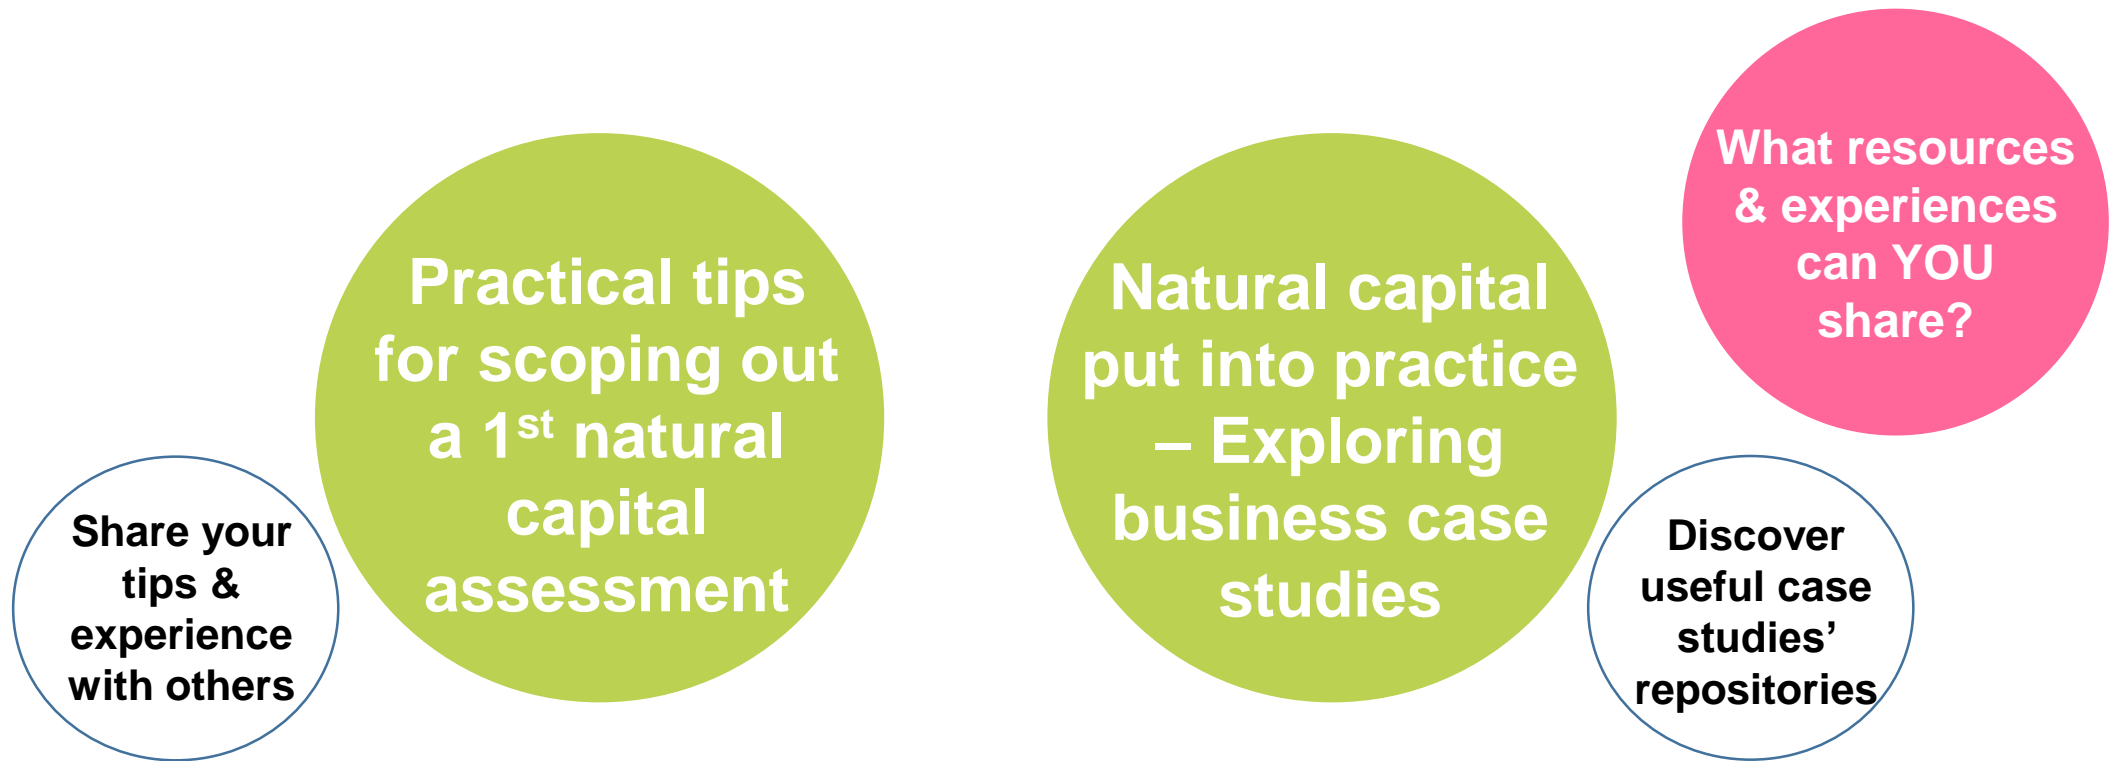 Practical tips
for scoping out
a 1st natural
capital
assessment
Share your
tips &
experience
with others
Natural capital
put into practice
– Exploring
business case
studies
What resources
& experiences
can YOU
share?
Discover
useful case
studies’
repositories